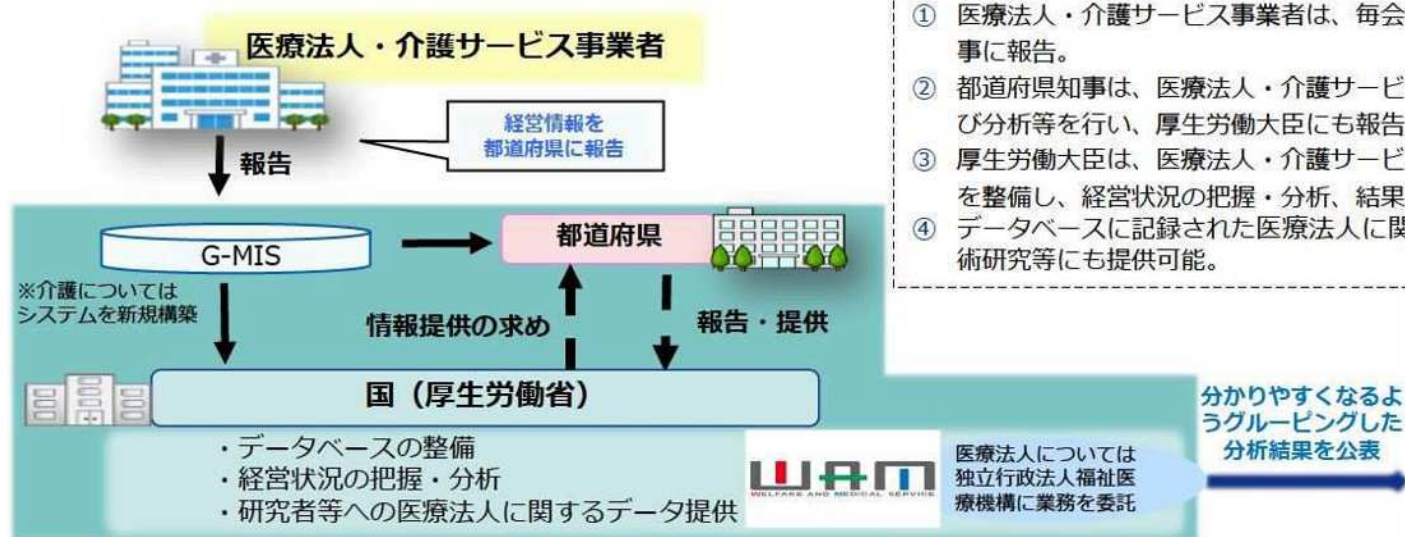 医療法人・介護サービス事業者
経営情報を
都道府県に報告
報告
G-MIS
都道府県
※介護については
システムを新規構築
情報提供の求め
報告・提供
国（厚生労働省）
・データベースの整備
・経営状況の把握・分析
・研究者等への医療法人に関するデータ提供
WAM
WELFARE AND MEDICAL SERVICE
医療法人については
独立行政法人福祉医
療機構に業務を委託
① 医療法人・介護サービス事業者は、毎会
事に報告。
② 都道府県知事は、医療法人・介護サービ
び分析等を行い、厚生労働大臣にも報告
③ 厚生労働大臣は、医療法人・介護サービ
を整備し、経営状況の把握・分析、結果
④ データベースに記録された医療法人に関
術研究等にも提供可能。
分かりやすくなるよ
うグルーピングした
分析結果を公表